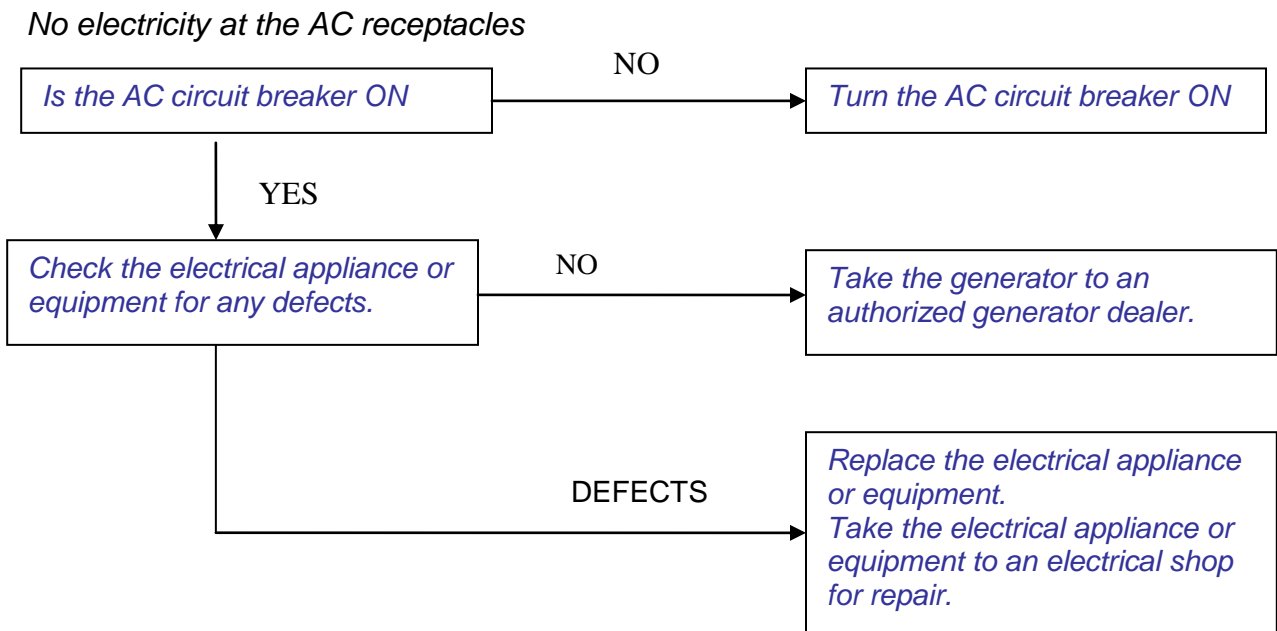 No electricity at the AC receptacles
NO
Is the AC circuit breaker ON
Turn the AC circuit breaker ON
YES
Check the electrical appliance or
equipment for any defects.
NO
Take the generator to an
authorized generator dealer.
DEFECTS
Replace the electrical appliance
or equipment.
Take the electrical appliance or
equipment to an electrical shop
for repair.